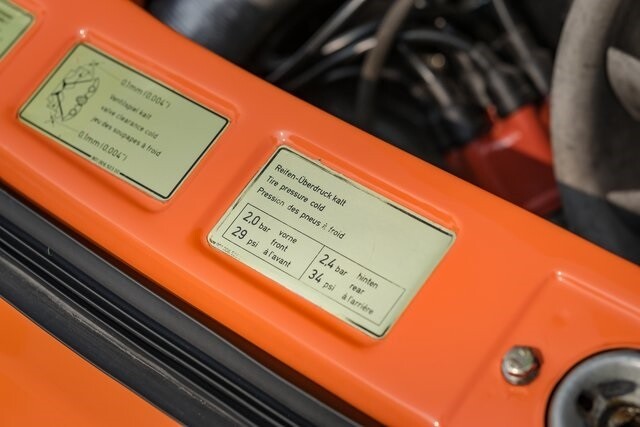 0.1mm(0.004")
Ventilspiel kalt
valve clearance cold
jeu des soupapes à froid
0.1mm(0.004")
Reifen-Überdruck kalt
Tire pressure cold
Pression des pneus à froid
2.0 bar vorne
29 psi front
à l'avant
2.4 bar hinten
34 psi rear
à l'arrière